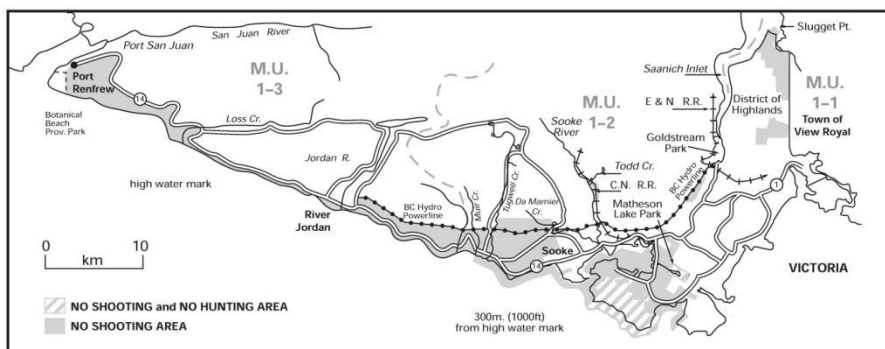 Slugget Pt.
Port San Juan
San Juan River
Saanich Inlet
M.U.
1–3
M.U.
1–2
M.U.
1–1
Port
Renfrew
14
E & N R.R.
District of
Highlands
Town of
View Royal
Botanical
Beach
Prov. Park
Loss Cr.
Sooke
River
Goldstream
Park
Jordan R.
Todd Cr.
C.N. R.R.
BC Hydro
Powerline
1
high water mark
River
Jordan
BC Hydro
Powerline
Muir Cr.
Tugwell Cr.
Da Marnier
Cr.
Matheson
Lake Park
0 10
km
Sooke
14
VICTORIA
NO SHOOTING and NO HUNTING AREA
NO SHOOTING AREA
300m. (1000ft)
from high water mark